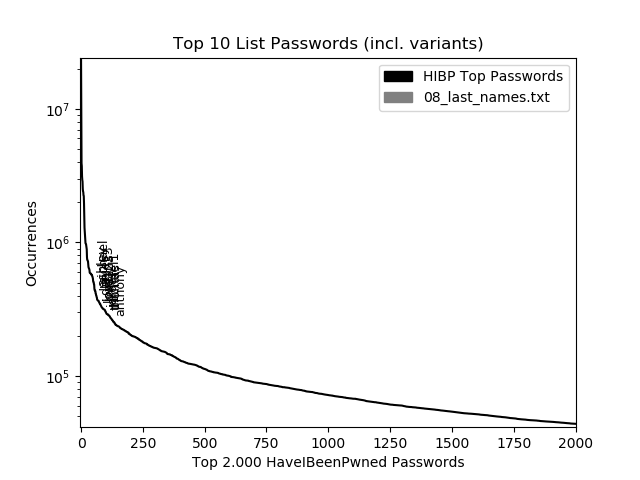 Top 10 List Passwords (incl. variants)
HIBP Top Passwords
08_last_names.txt
10^7
10^6
10^5
Occurrences
anthony
0 250 500 750 1000 1250 1500 1750 2000
Top 2.000 HaveIBeenPwned Passwords